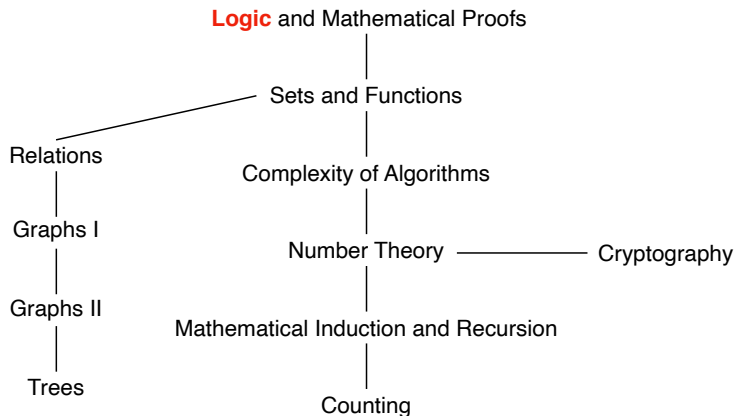 Logic and Mathematical Proofs
Sets and Functions
Relations
Complexity of Algorithms
Graphs I
Number Theory
Cryptography
Graphs II
Mathematical Induction and Recursion
Trees
Counting